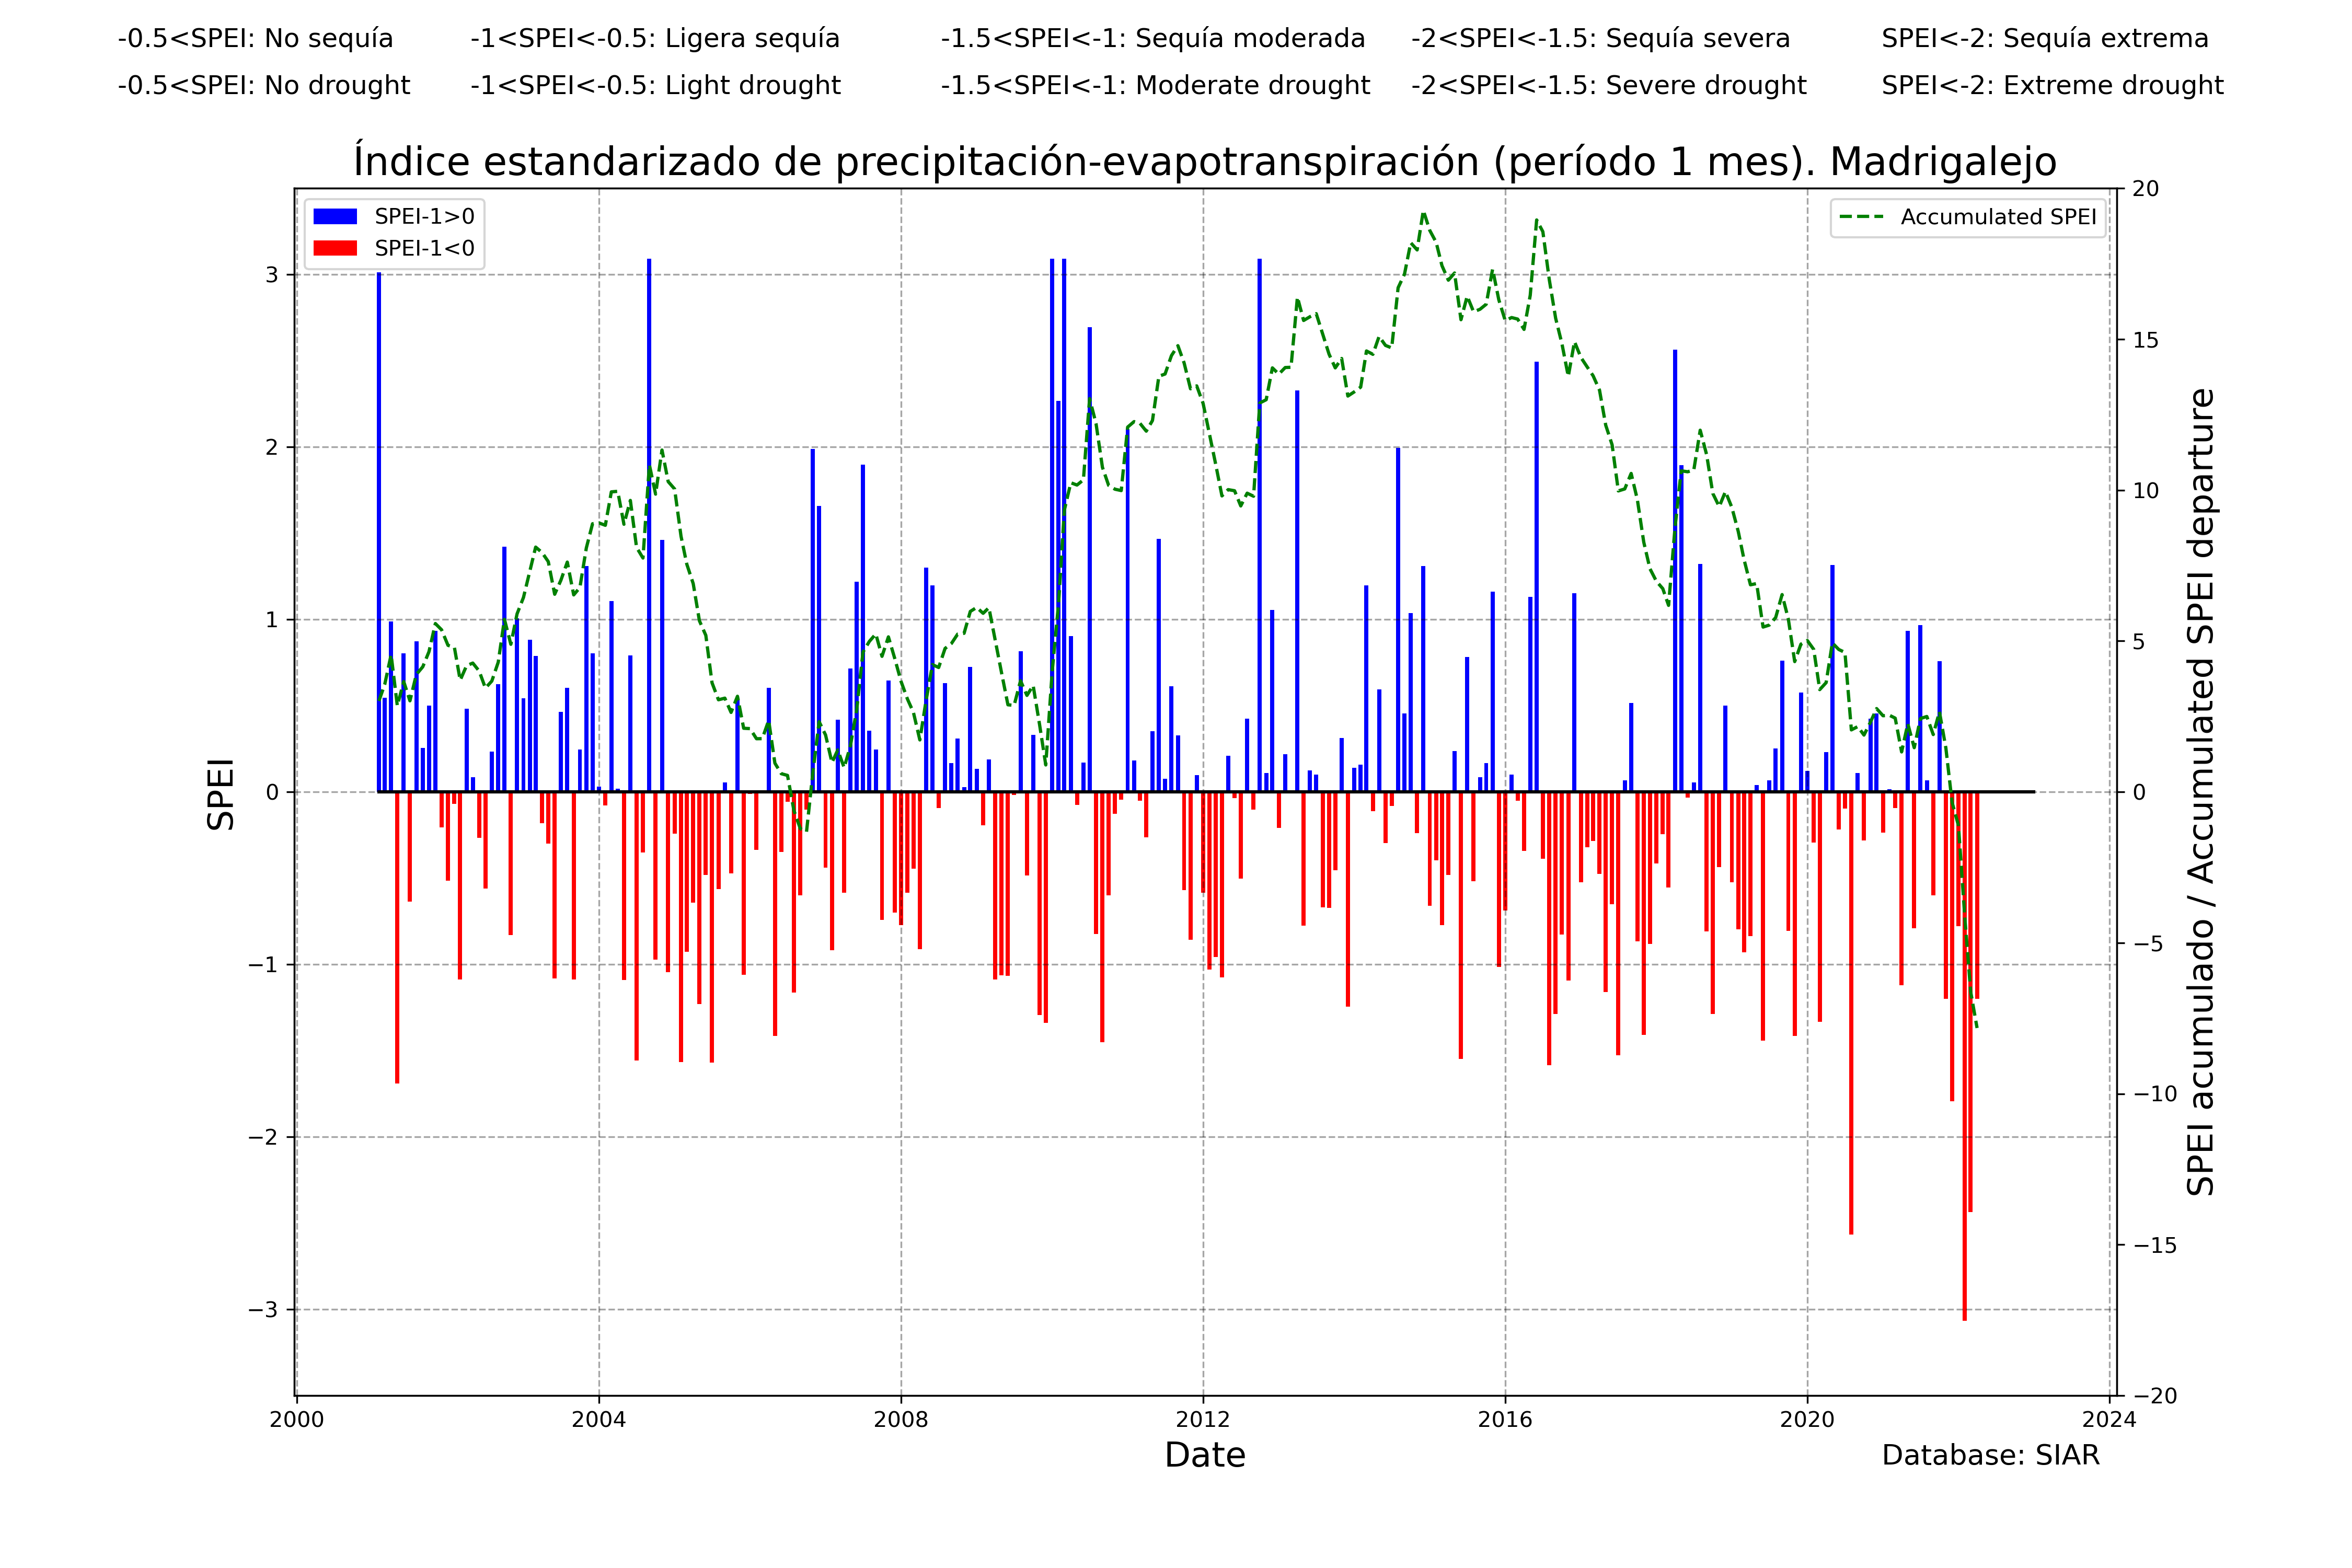 -0.5<SPEI: No sequía -1<SPEI<-0.5: Ligera sequía -1.5<SPEI<-1: Sequía moderada -2<SPEI<-1.5: Sequía severa SPEI<-2: Sequía extrema
-0.5<SPEI: No drought -1<SPEI<-0.5: Light drought -1.5<SPEI<-1: Moderate drought -2<SPEI<-1.5: Severe drought SPEI<-2: Extreme drought
Índice estandarizado de precipitación-evapotranspiración (período 1 mes). Madrigalejo
SPEI-1>0
SPEI-1<0
Accumulated SPEI
SPEI
3
2
1
0
−1
−2
−3
20
15
10
5
0
−5
−10
−15
−20
SPEI acumulado / Accumulated SPEI departure
2000 2004 2008 2012 2016 2020 2024
Date
Database: SIAR